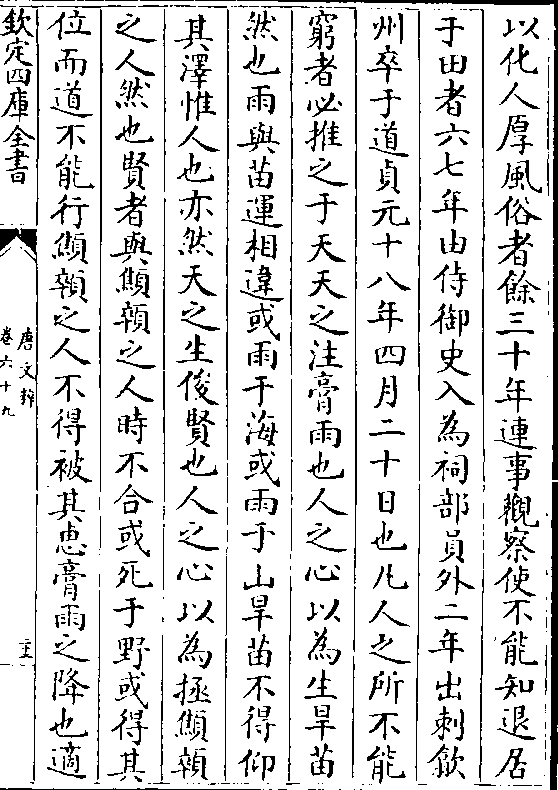 以化人厚風俗者餘三十年連事觀察使不能知退居
于田者六七年由侍御史入為祠部員外二年出刺歙
州卒于道貞元十八年四月二十日也凡人之所不能
窮者必推之于天天之注膏雨也人之心以為生旱苗
然也雨與苗運相違或雨于海或雨于山旱苗不得仰
其澤惟人也亦然天之生俊賢也人之心以為拯顦顇
之人然也賢者與顦顇之人時不合或死于野或得其
位而道不能行顦顇之人不得被其恵膏雨之降也適
欽定四庫全書
唐文粹
卷六十九